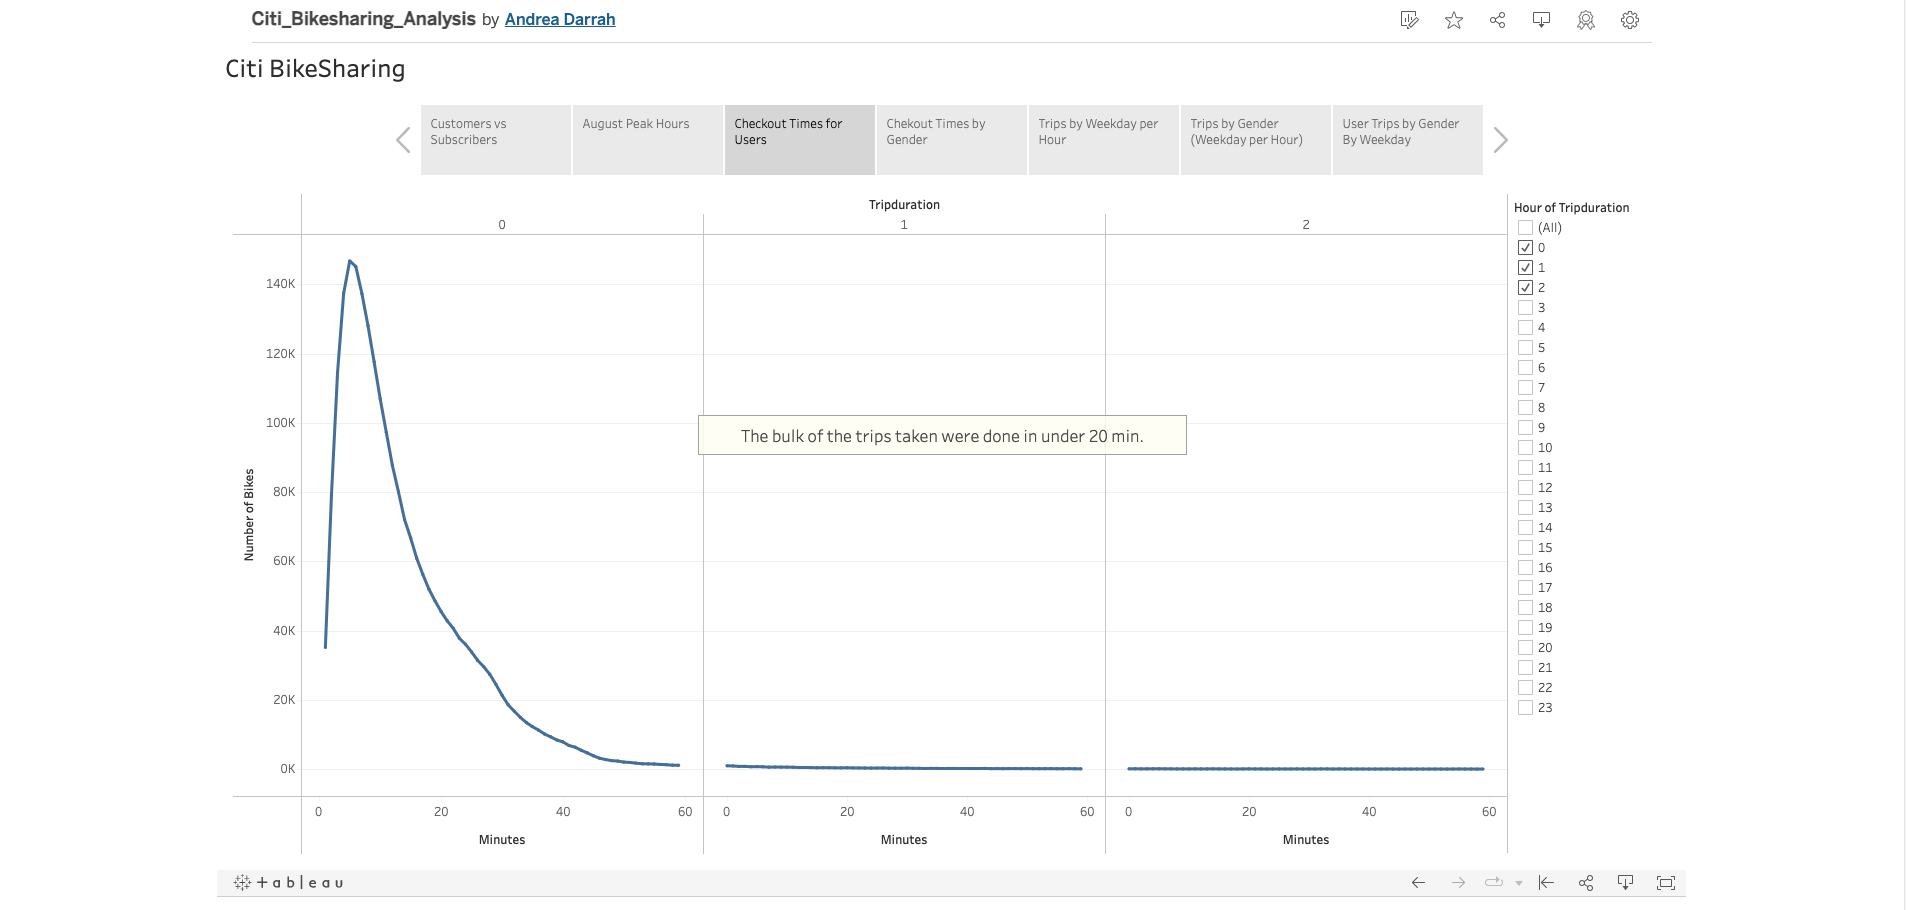 Citi_Bikesharing_Analysis by Andrea Darrah
Citi BikeSharing
Customers vs
Subscribers
August Peak Hours
Checkout Times for
Users
Chekout Times by
Gender
Trips by Weekday per
Hour
Trips by Gender
(Weekday per Hour)
User Trips by Gender
By Weekday
Tripduration
0
1
2
Number of Bikes
140K
120K
100K
80K
60K
40K
20K
0K
The bulk of the trips taken were done in under 20 min.
0 20 40 60
0 20 40 60
0 20 40 60
Minutes
Minutes
Minutes
Hour of Tripduration
(All)
0
1
2
3
4
5
6
7
8
9
10
11
12
13
14
15
16
17
18
19
20
21
22
23
+ableau